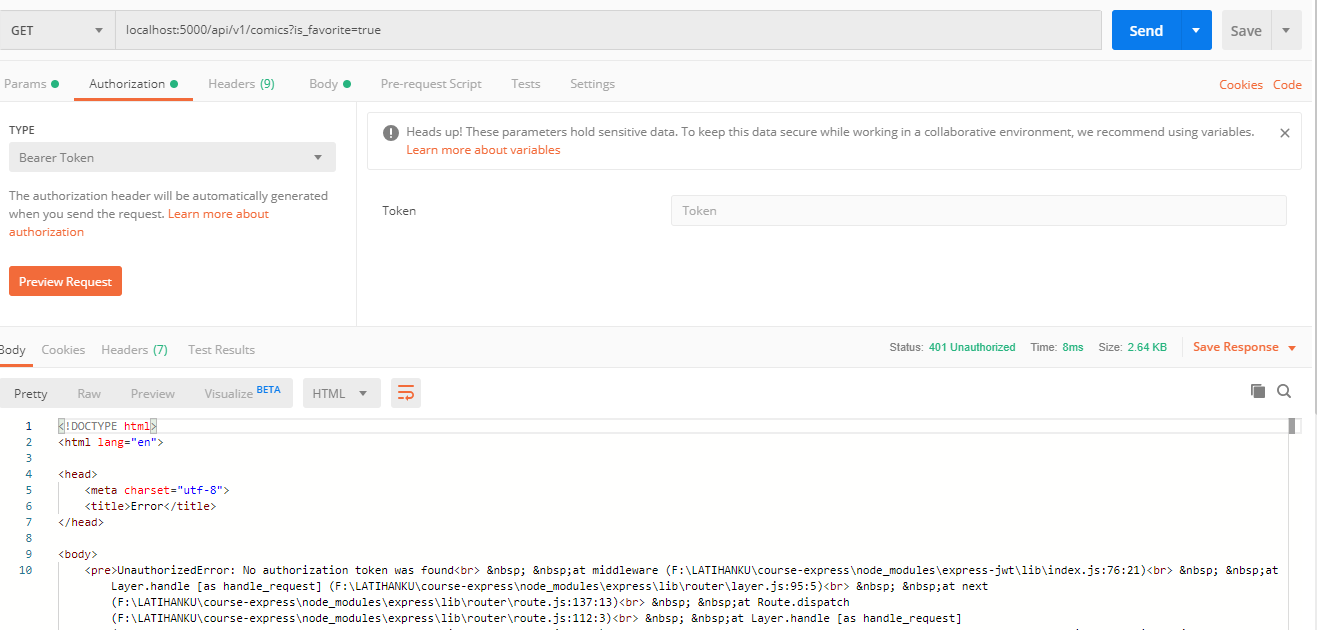 GET localhost:5000/api/v1/comics?is_favorite=true Send Save
Params Authorization Headers (9) Body Pre-request Script Tests Settings Cookies Code
TYPE
Bearer Token
The authorization header will be automatically generated
when you send the request. Learn more about
authorization
Preview Request
Heads up! These parameters hold sensitive data. To keep this data secure while working in a collaborative environment, we recommend using variables.
Learn more about variables
Token Token
Body Cookies Headers (7) Test Results Status: 401 Unauthorized Time: 8ms Size: 2.64 KB Save Response
Pretty Raw Preview Visualize BETA HTML
1 <!DOCTYPE html>
2 <html lang="en">
3
4 <head>
5 <meta charset="utf-8">
6 <title>Error</title>
7 </head>
8
9 <body>
10 <pre>UnauthorizedError: No authorization token was found<br> &nbsp; &nbsp;at middleware (F:\LATIHANKU\course-express\node_modules\express-jwt\lib\index.js:76:21)<br> &nbsp; &nbsp;at
Layer.handle [as handle_request] (F:\LATIHANKU\course-express\node_modules\express\lib\router\layer.js:95:5)<br> &nbsp; &nbsp;at next
(F:\LATIHANKU\course-express\node_modules\express\lib\router\route.js:137:13)<br> &nbsp; &nbsp;at Route.dispatch
(F:\LATIHANKU\course-express\node_modules\express\lib\router\route.js:112:3)<br> &nbsp; &nbsp;at Layer.handle [as handle_request]